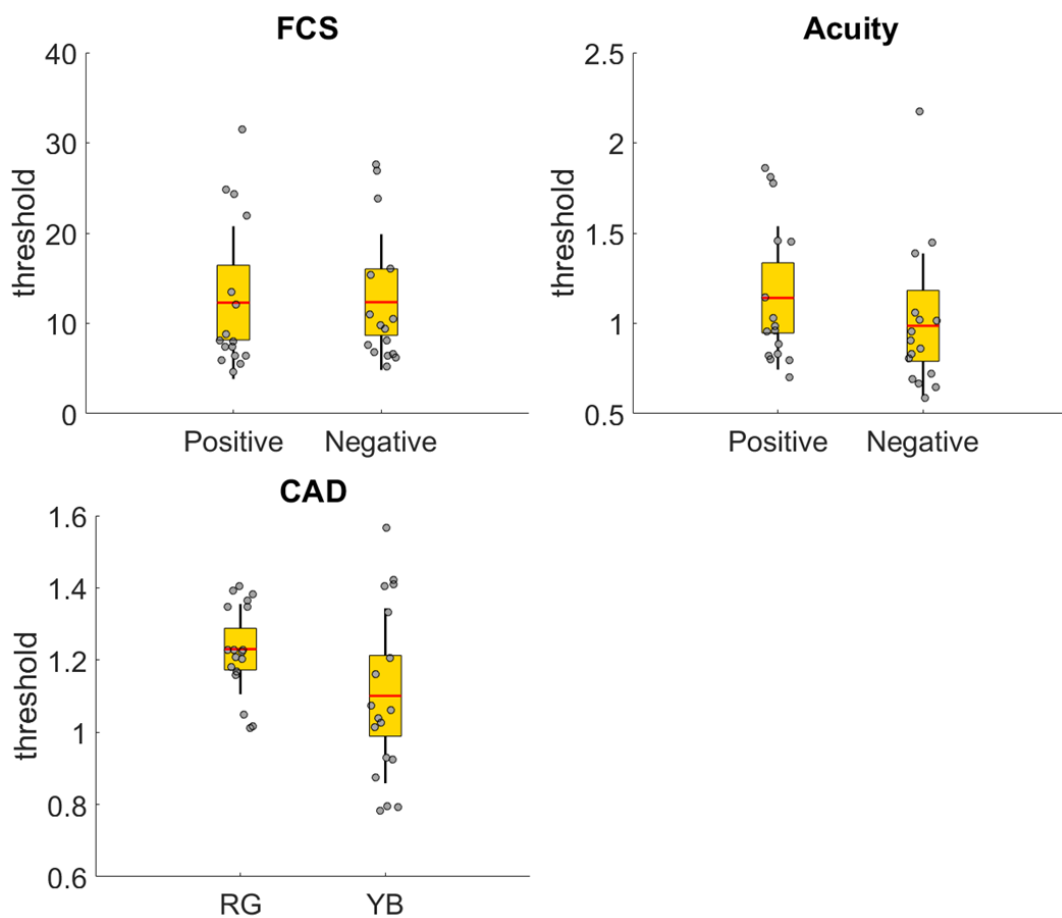 FCS
40
30
20
10
0
threshold
Positive Negative
Acuity
2.5
2
1.5
1
0.5
threshold
Positive Negative
CAD
1.6
1.4
1.2
1
0.8
0.6
threshold
RG YB